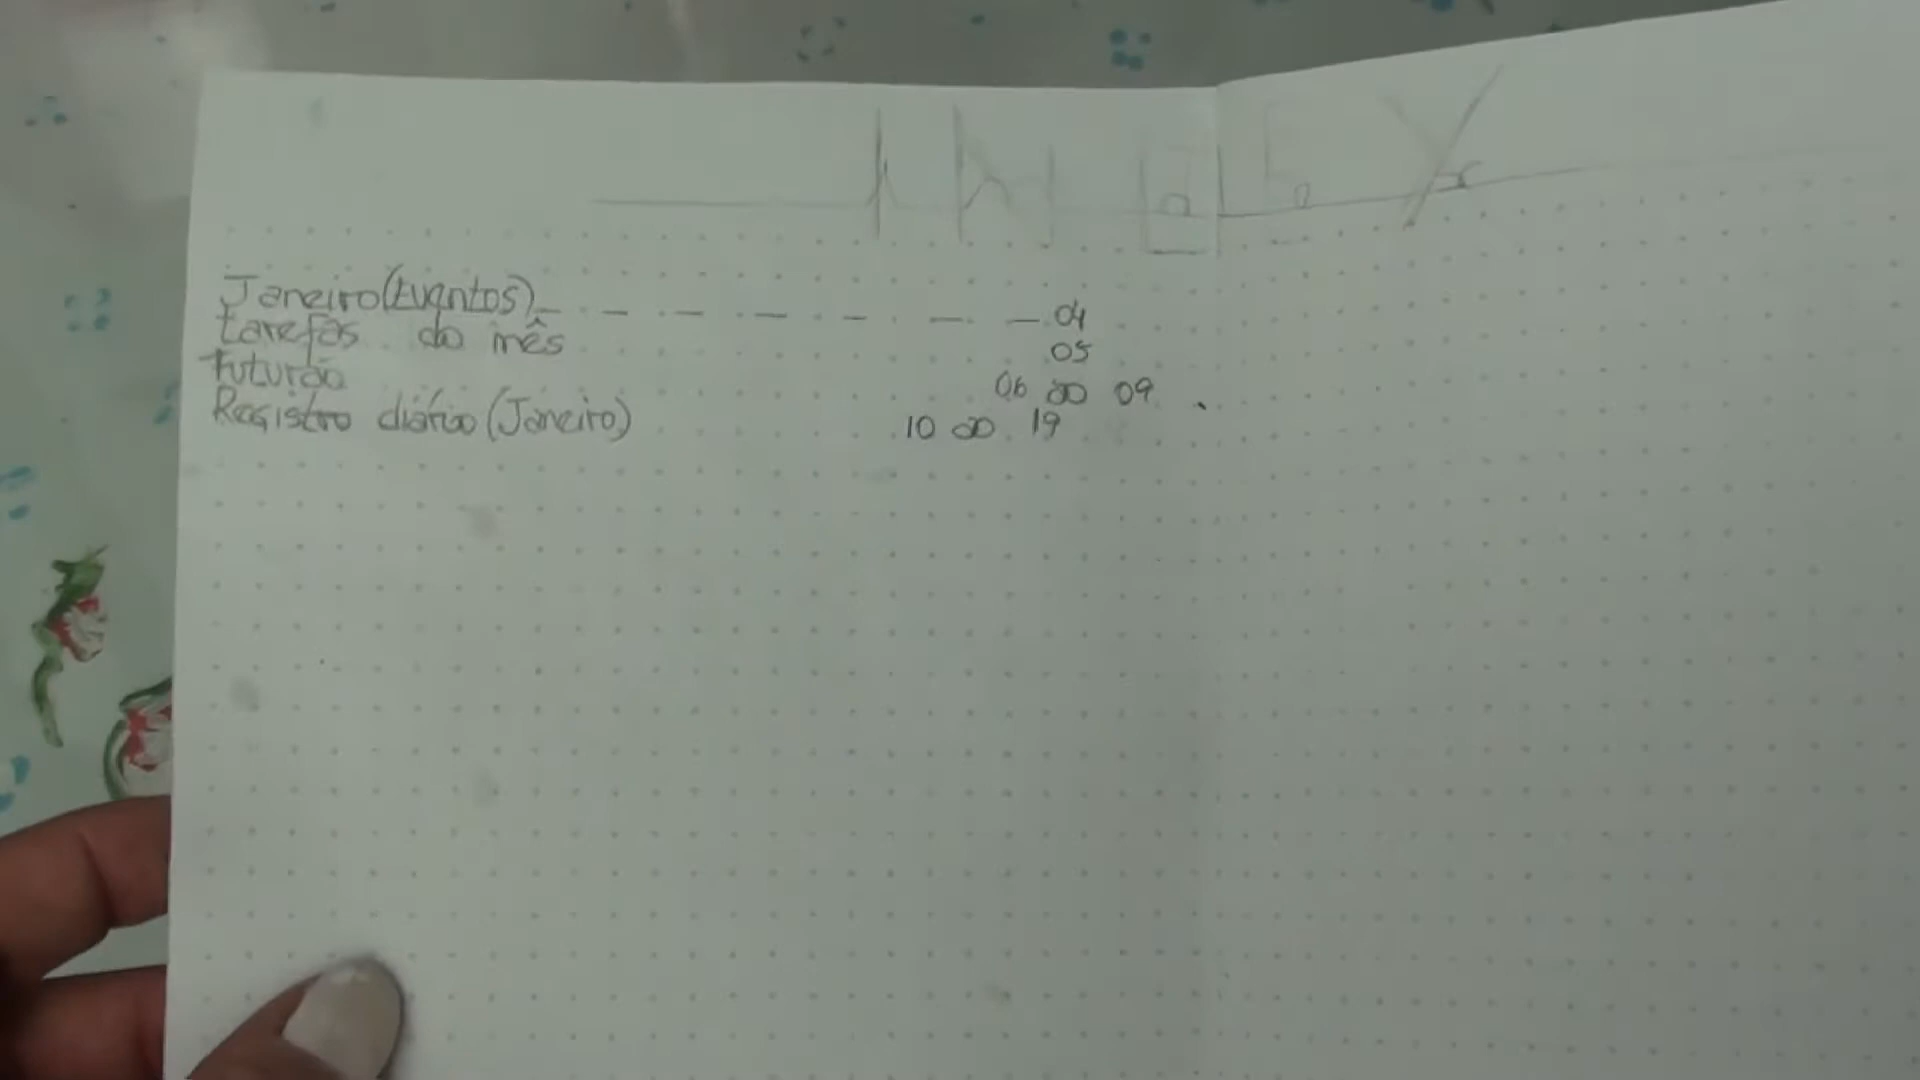 INDEX
Janeiro(Eventos) _ _ _ _ _ _ _ 04
tarefas do mês 05
Futurão 06 ao 09
Registro diário (Janeiro) 10 ao 19